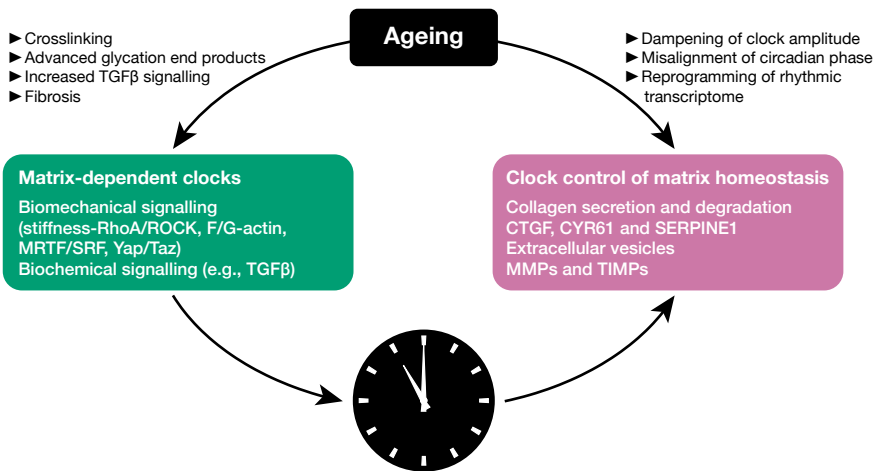 Ageing
► Crosslinking
► Advanced glycation end products
► Increased TGFβ signalling
► Fibrosis
► Dampening of clock amplitude
► Misalignment of circadian phase
► Reprogramming of rhythmic
transcriptome
Matrix-dependent clocks
Biomechanical signalling
(stiffness-RhoA/ROCK, F/G-actin,
MRTF/SRF, Yap/Taz)
Biochemical signalling (e.g., TGFβ)
Clock control of matrix homeostasis
Collagen secretion and degradation
CTGF, CYR61 and SERPINE1
Extracellular vesicles
MMPs and TIMPs